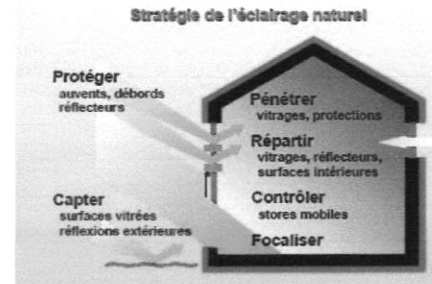 Stratégie de l'éclairage naturel
Protéger
auvents, débords
réflecteurs
Pénétrer
vitrages, protections
Répartir
vitrages, réflecteurs,
surfaces intérieures
Capter
surfaces vitrées
réflexions extérieures
Contrôler
stores mobiles
Focaliser